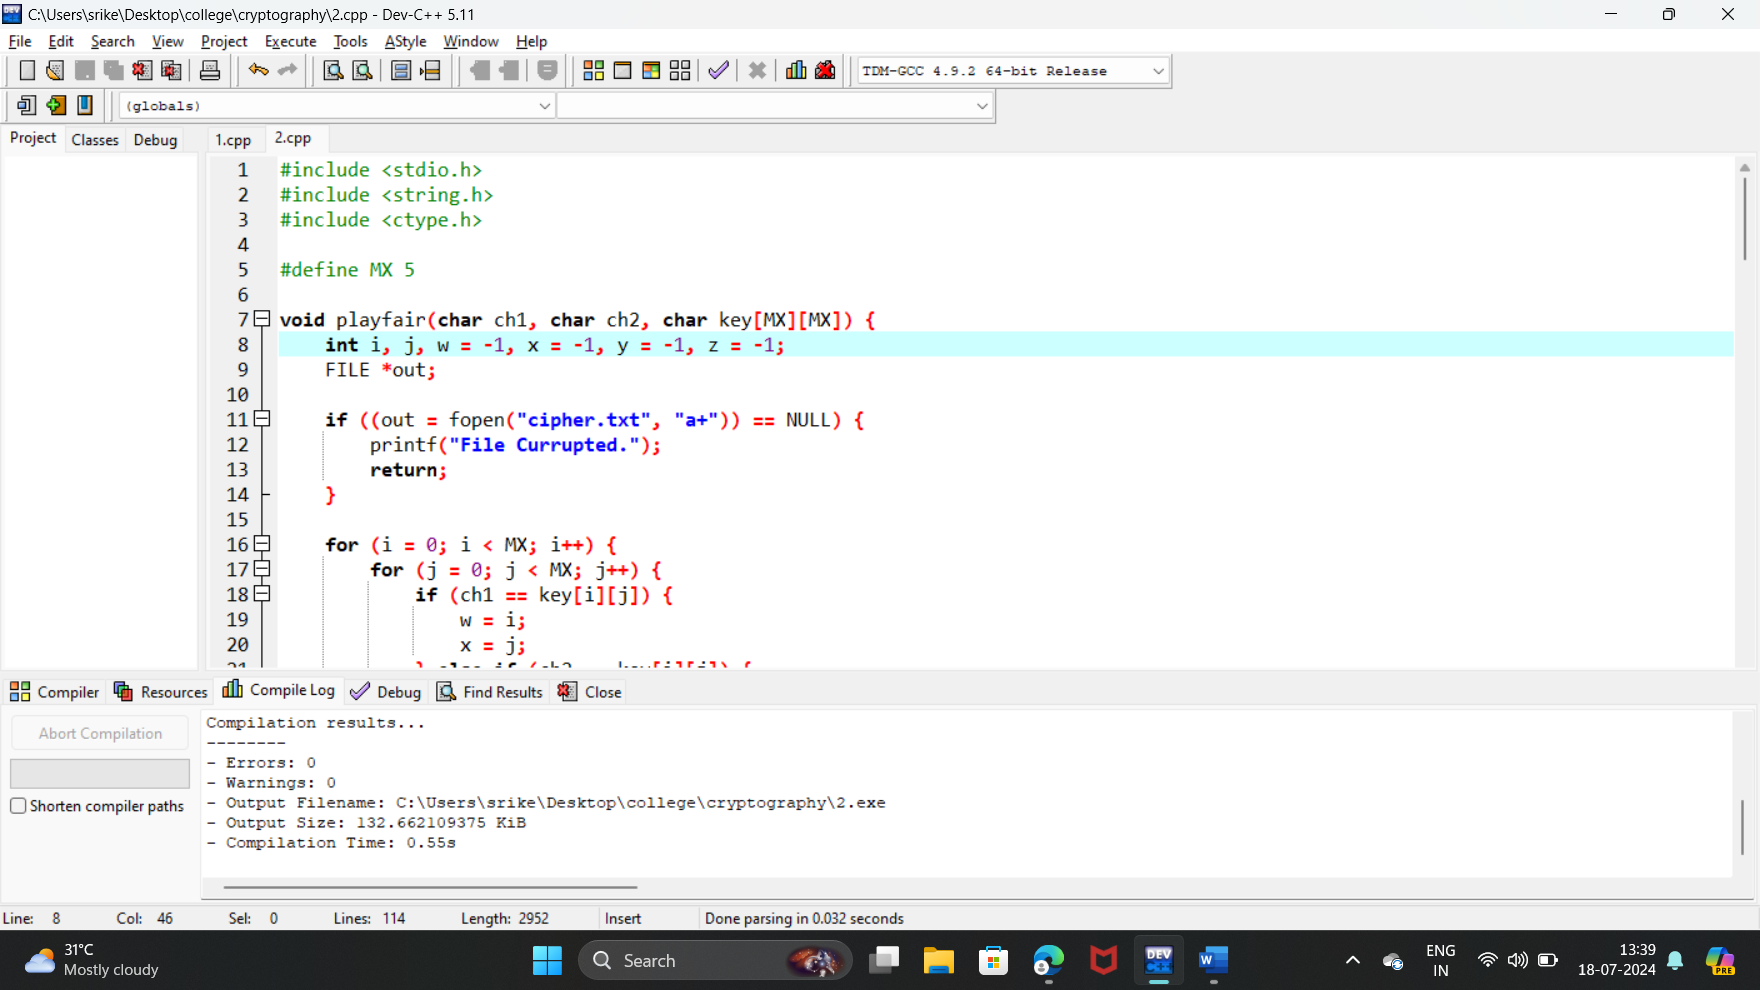 C:\Users\srike\Desktop\college\cryptography\2.cpp - Dev-C++ 5.11
File Edit Search View Project Execute Tools AStyle Window Help
TDM-GCC 4.9.2 64-bit Release
(globals)
Project Classes Debug 1.cpp 2.cpp
1 #include <stdio.h>
2 #include <string.h>
3 #include <ctype.h>
4
5 #define MX 5
6
7 void playfair(char ch1, char ch2, char key[MX][MX]) {
8 int i, j, w = -1, x = -1, y = -1, z = -1;
9 FILE *out;
10
11 if ((out = fopen("cipher.txt", "a+")) == NULL) {
12 printf("File Currupted.");
13 return;
14 }
15
16 for (i = 0; i < MX; i++) {
17 for (j = 0; j < MX; j++) {
18 if (ch1 == key[i][j]) {
19 w = i;
20 x = j;
Compiler Resources Compile Log Debug Find Results Close
Abort Compilation
Shorten compiler paths
Compilation results...
--------
- Errors: 0
- Warnings: 0
- Output Filename: C:\Users\srike\Desktop\college\cryptography\2.exe
- Output Size: 132.662109375 KiB
- Compilation Time: 0.55s
Line: 8 Col: 46 Sel: 0 Lines: 114 Length: 2952 Insert Done parsing in 0.032 seconds
31°C
Mostly cloudy
Search
DEV
W
ENG
IN
13:39
18-07-2024
PRE